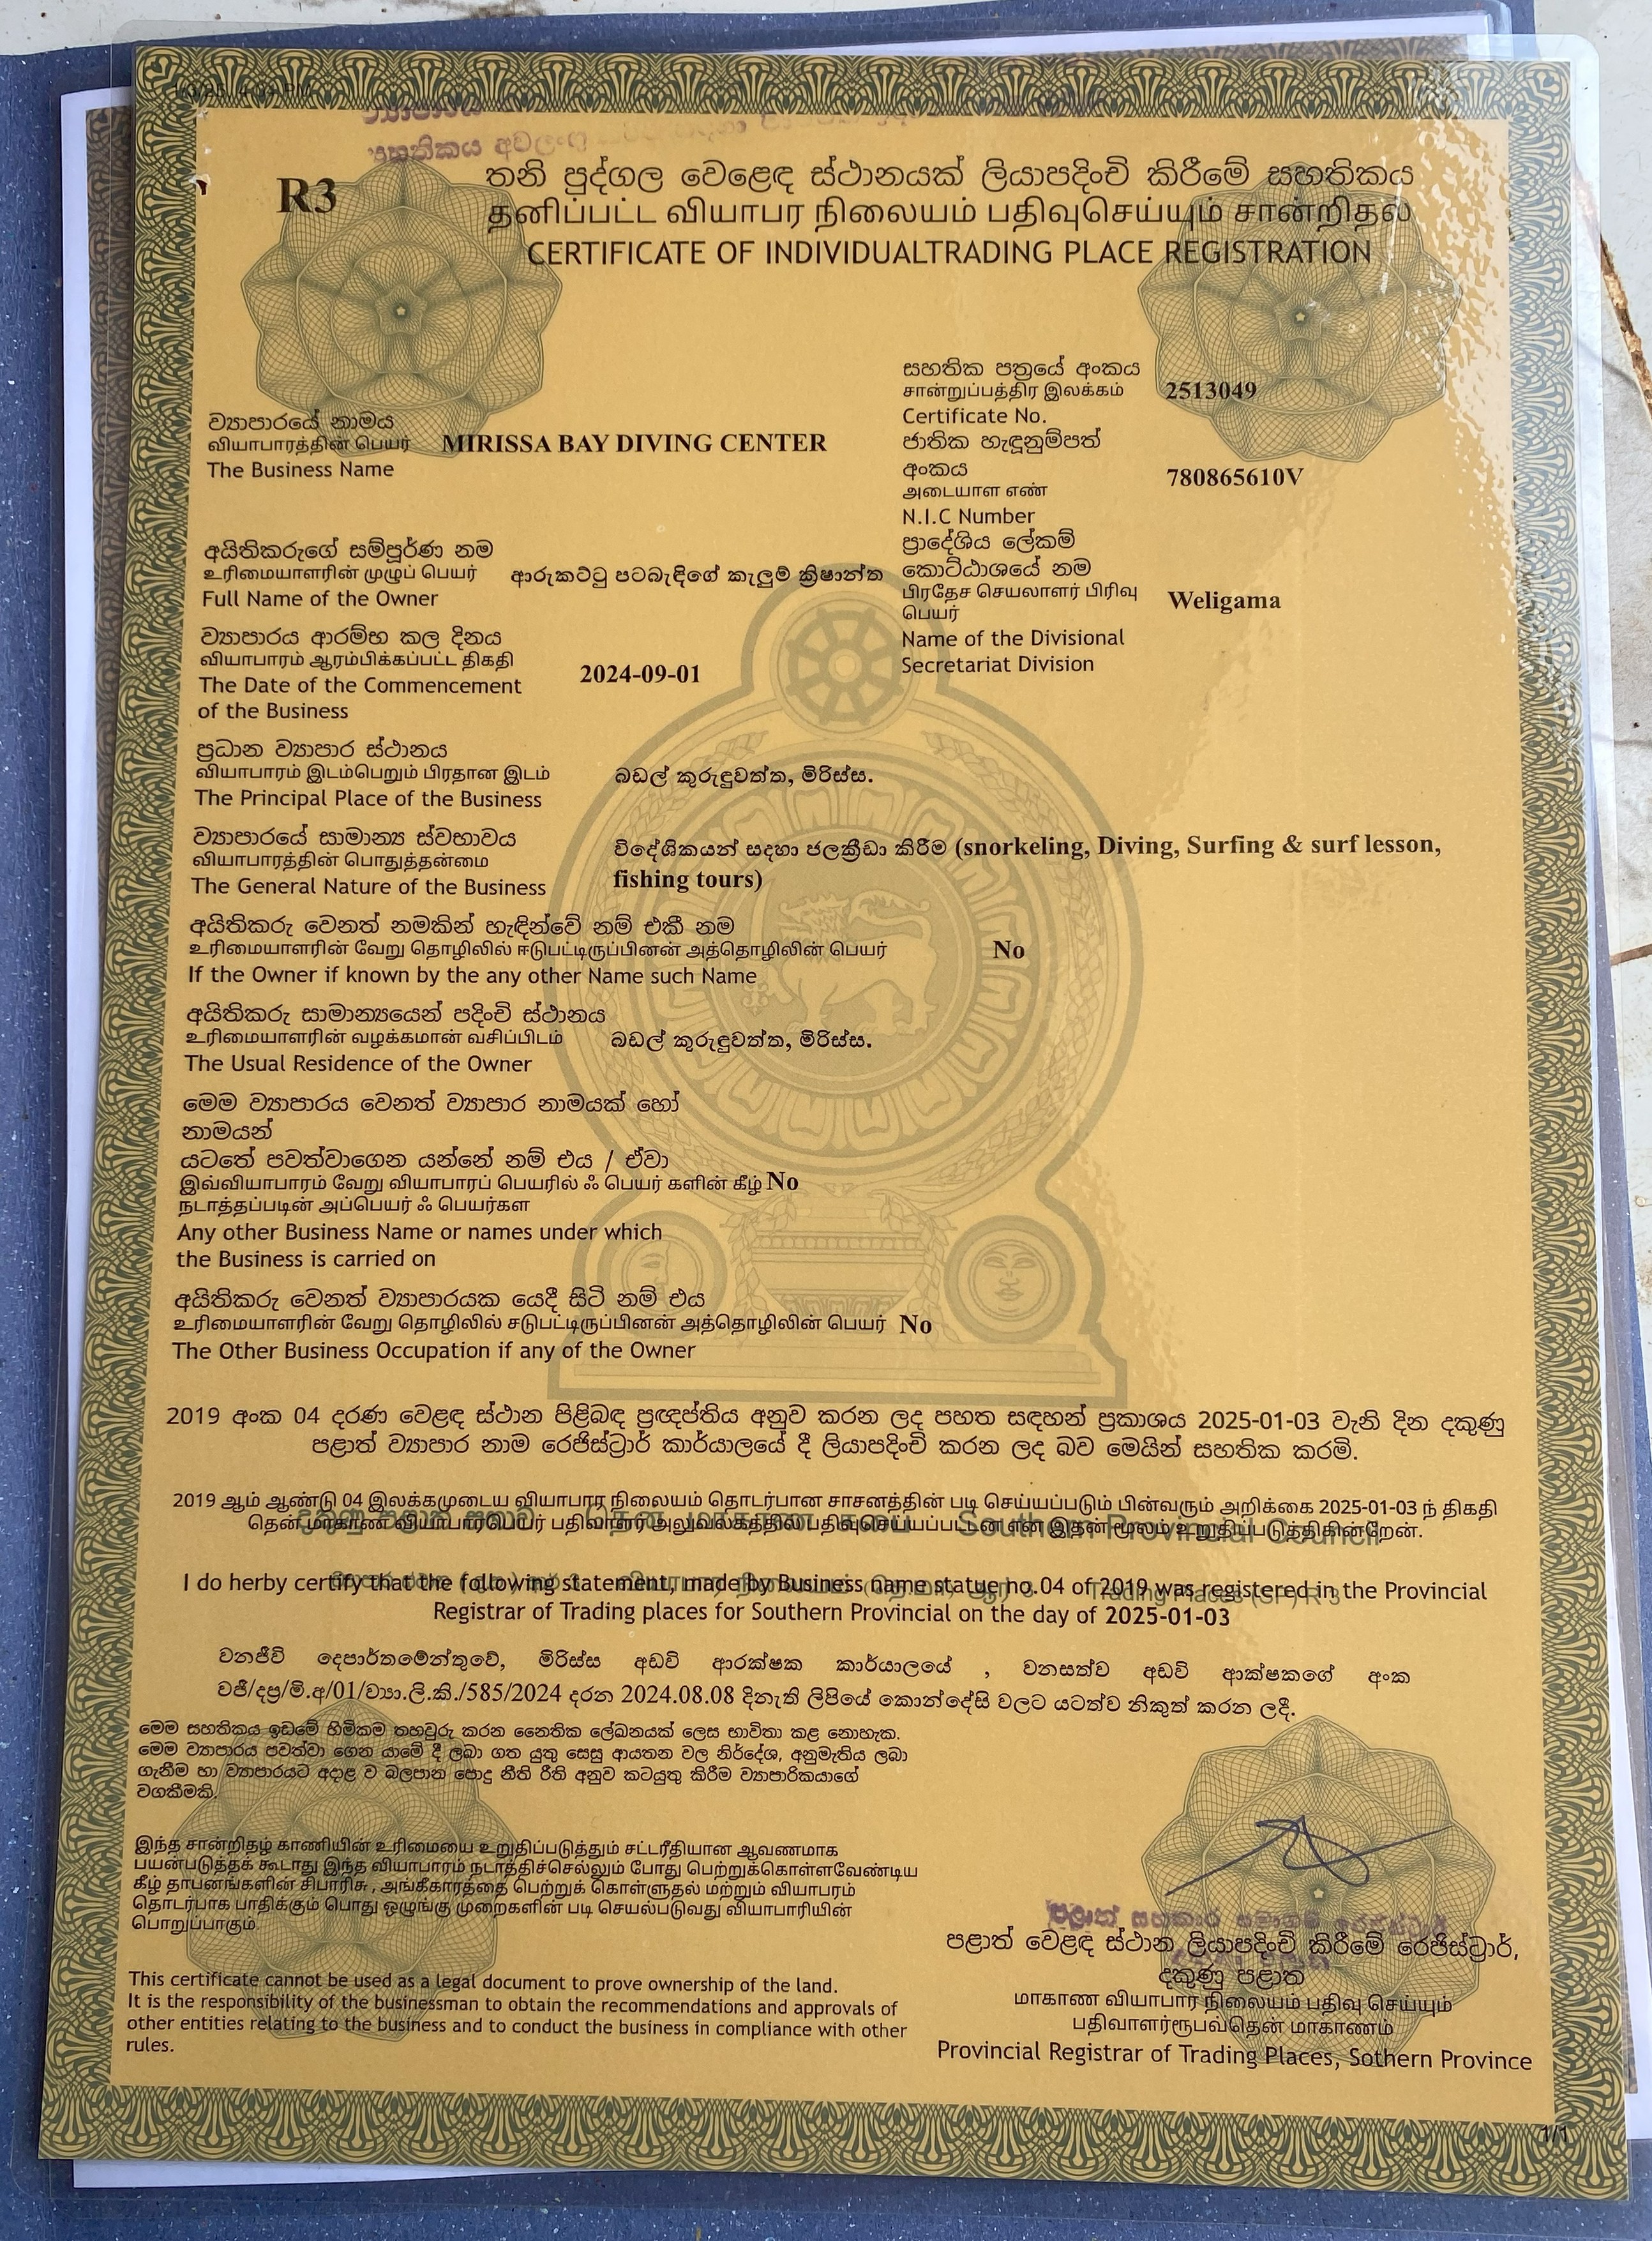 R3
තනි පුද්ගල වෙළෙඳ ස්ථානයක් ලියාපදිංචි කිරීමේ සහතිකය
தனிப்பட்ட வியாபர நிலையம் பதிவுசெய்யும் சான்றிதல்
CERTIFICATE OF INDIVIDUALTRADING PLACE REGISTRATION
සහතික පත්‍රයේ අංකය
சான்றுப்பத்திர இலக்கம்
Certificate No.
2513049
ව්‍යාපාරයේ නාමය
வியாபாரத்தின் பெயர்
The Business Name
MIRISSA BAY DIVING CENTER
ජාතික හැඳුනුම්පත්
අංකය
அடையாள எண்
N.I.C Number
780865610V
අයිතිකරුගේ සම්පූර්ණ නම
உரிமையாளரின் முழுப் பெயர்
Full Name of the Owner
ආරුකට්ටු පටබැඳිගේ කැලුම් ක්‍රිෂාන්ත
ප්‍රාදේශිය ලේකම්
කොට්ඨාශයේ නම
பிரதேச செயலாளர் பிரிவு
பெயர்
Name of the Divisional
Secretariat Division
Weligama
ව්‍යාපාරය ආරම්භ කල දිනය
வியாபாரம் ஆரம்பிக்கப்பட்ட திகதி
The Date of the Commencement
of the Business
2024-09-01
ප්‍රධාන ව්‍යාපාර ස්ථානය
வியாபாரம் இடம்பெறும் பிரதான இடம்
The Principal Place of the Business
බඩල් කුරුඳුවත්ත, මිරිස්ස.
ව්‍යාපාරයේ සාමාන්‍ය ස්වභාවය
வியாபாரத்தின் பொதுத்தன்மை
The General Nature of the Business
විදේශිකයන් සදහා ජලක්‍රීඩා කිරීම (snorkeling, Diving, Surfing & surf lesson,
fishing tours)
අයිතිකරු වෙනත් නමකින් හැඳින්වේ නම් එකී නම
உரிமையாளரின் வேறு தொழிலில் ஈடுபட்டிருப்பினன் அத்தொழிலின் பெயர்
If the Owner if known by the any other Name such Name
No
අයිතිකරු සාමාන්‍යයෙන් පදිංචි ස්ථානය
உரிமையாளரின் வழக்கமான் வசிப்பிடம்
The Usual Residence of the Owner
බඩල් කුරුඳුවත්ත, මිරිස්ස.
මෙම ව්‍යාපාරය වෙනත් ව්‍යාපාර නාමයක් හෝ
නාමයන්
යටතේ පවත්වාගෙන යන්නේ නම් එය / ඒවා
இவ்வியாபாரம் வேறு வியாபாரப் பெயரில் ஃ பெயர் களின் கீழ் No
நடாத்தப்படின் அப்பெயர் ஃ பெயர்கள
Any other Business Name or names under which
the Business is carried on
අයිතිකරු වෙනත් ව්‍යාපාරයක යෙදී සිටි නම් එය
உரிமையாளரின் வேறு தொழிலில் சடுபட்டிருப்பினன் அத்தொழிலின் பெயர் No
The Other Business Occupation if any of the Owner
2019 අංක 04 දරණ වෙළඳ ස්ථාන පිළිබඳ ප්‍රඥප්තිය අනුව කරන ලද පහත සඳහන් ප්‍රකාශය 2025-01-03 වැනි දින දකුණු
පළාත් ව්‍යාපාර නාම රෙජිස්ට්‍රාර් කාර්යාලයේ දී ලියාපදිංචි කරන ලද බව මෙයින් සහතික කරමි.
2019 ஆம் ஆண்டு 04 இலக்கமுடைய வியாபார நிலையம் தொடர்பான சாசனத்தின் படி செய்யப்படும் பின்வரும் அறிக்கை 2025-01-03 ந் திகதி
தென் மாகாண வியாபாரபெயர் பதிவாளர் அலுவலகத்தில் பதிவுசெய்யப்பட்டன என இதன் மூலம் உறுதிப்படுத்திகின்றேன்.
දකුණු පළාත් සභාව தென் மாகாண சபை Southern Provincial Council
I do herby certify that the following statement, made by Business name statue no.04 of 2019 was registered in the Provincial
Trading Places (SP) R 3
Registrar of Trading places for Southern Provincial on the day of 2025-01-03
වනජීවි දෙපාර්තමේන්තුවේ, මිරිස්ස අඩවි ආරක්ෂක කාර්යාලයේ , වනසත්ව අඩවි ආක්ෂකගේ අංක
වජී/දප්‍ර/මි.අ/01/ව්‍යා.ලි.කි./585/2024 දරන 2024.08.08 දිනැති ලිපියේ කොන්දේසි වලට යටත්ව නිකුත් කරන ලදී.
මෙම සහතිකය ඉඩමේ හිමිකම තහවුරු කරන නෛතික ලේඛනයක් ලෙස භාවිතා කළ නොහැක.
මෙම ව්‍යාපාරය පවත්වා ගෙන යාමේ දී ලබා ගත යුතු සෙසු ආයතන වල නිර්දේශ, අනුමැතිය ලබා
ගැනීම හා ව්‍යාපාරයට අදාළ ව බලපාන පොදු නීති රීති අනුව කටයුතු කිරීම ව්‍යාපාරිකයාගේ
වගකීමකි.
இந்த சான்றிதழ் காணியின் உரிமையை உறுதிப்படுத்தும் சட்டரீதியான ஆவணமாக
பயன்படுத்தக் கூடாது இந்த வியாபாரம் நடாத்திச்செல்லும் போது பெற்றுக்கொள்ளவேண்டிய
கீழ் தாபனங்களின் சிபாரிசு , அங்கீகாரத்தை பெற்றுக் கொள்ளுதல் மற்றும் வியாபரம்
தொடர்பாக பாதிக்கும் பொது ஒழுங்கு முறைகளின் படி செயல்படுவது வியாபாரியின்
பொறுப்பாகும்.
This certificate cannot be used as a legal document to prove ownership of the land.
It is the responsibility of the businessman to obtain the recommendations and approvals of
other entities relating to the business and to conduct the business in compliance with other
rules.
පළාත් වෙළඳ ස්ථාන ලියාපදිංචි කිරීමේ රෙජිස්ට්‍රාර්,
දකුණු පළාත
மாகாண வியாபார நிலையம் பதிவு செய்யும்
பதிவாளர்ரூபவ்தென் மாகாணம்
Provincial Registrar of Trading Places, Sothern Province
1/1